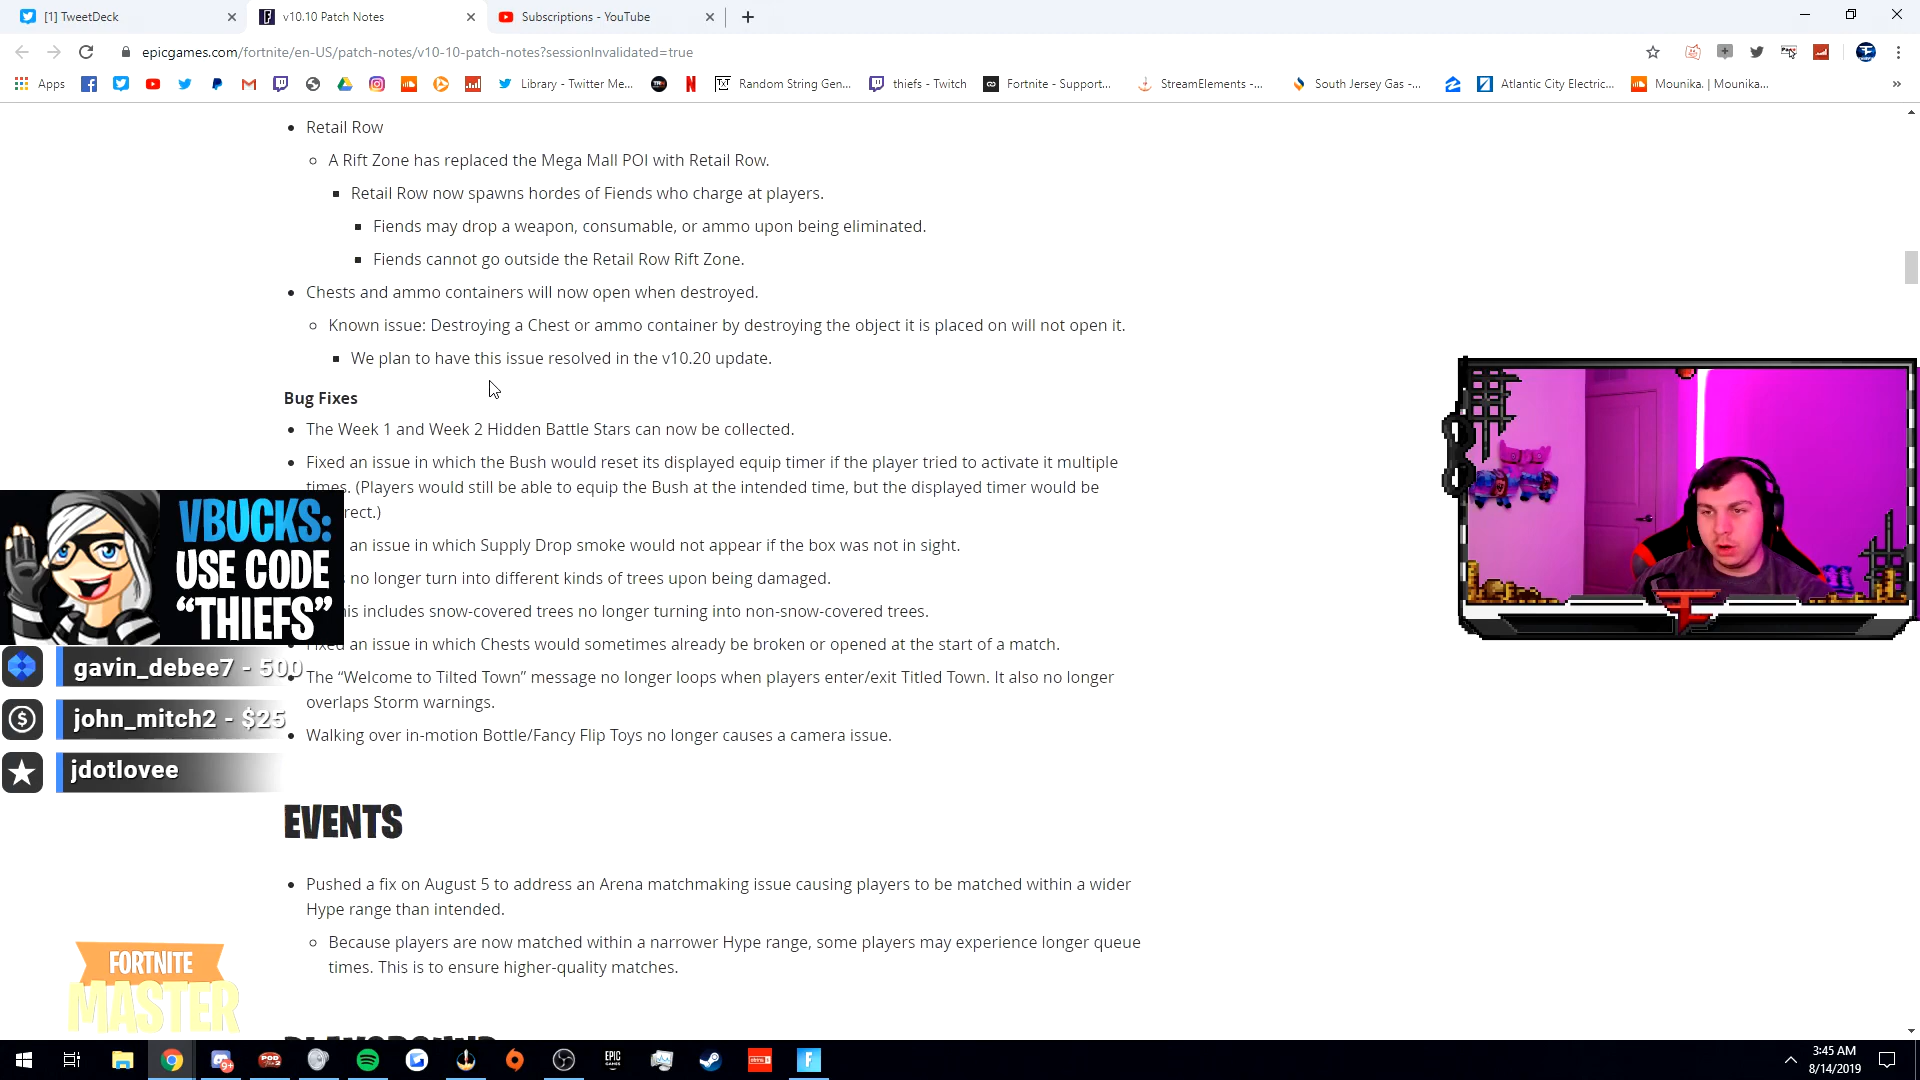 [1] TweetDeck
v10.10 Patch Notes
Subscriptions - YouTube
epicgames.com/fortnite/en-US/patch-notes/v10-10-patch-notes?sessionInvalidated=true
Apps
Library - Twitter Me...
Random String Gen...
thiefs - Twitch
Fortnite - Support...
StreamElements -...
South Jersey Gas -...
Atlantic City Electric...
Mounika. | Mounika...
Retail Row
A Rift Zone has replaced the Mega Mall POI with Retail Row.
Retail Row now spawns hordes of Fiends who charge at players.
Fiends may drop a weapon, consumable, or ammo upon being eliminated.
Fiends cannot go outside the Retail Row Rift Zone.
Chests and ammo containers will now open when destroyed.
Known issue: Destroying a Chest or ammo container by destroying the object it is placed on will not open it.
We plan to have this issue resolved in the v10.20 update.
Bug Fixes
The Week 1 and Week 2 Hidden Battle Stars can now be collected.
Fixed an issue in which the Bush would reset its displayed equip timer if the player tried to activate it multiple
times. (Players would still be able to equip the Bush at the intended time, but the displayed timer would be
rect.)
an issue in which Supply Drop smoke would not appear if the box was not in sight.
no longer turn into different kinds of trees upon being damaged.
his includes snow-covered trees no longer turning into non-snow-covered trees.
Fixed an issue in which Chests would sometimes already be broken or opened at the start of a match.
The “Welcome to Tilted Town” message no longer loops when players enter/exit Titled Town. It also no longer
overlaps Storm warnings.
Walking over in-motion Bottle/Fancy Flip Toys no longer causes a camera issue.
VBUCKS:
USE CODE
“THIEFS”
gavin_debee7 - 500
john_mitch2 - $25
jdotlovee
EVENTS
Pushed a fix on August 5 to address an Arena matchmaking issue causing players to be matched within a wider
Hype range than intended.
Because players are now matched within a narrower Hype range, some players may experience longer queue
times. This is to ensure higher-quality matches.
FORTNITE
MASTER
PLAYGROUND
3:45 AM
8/14/2019